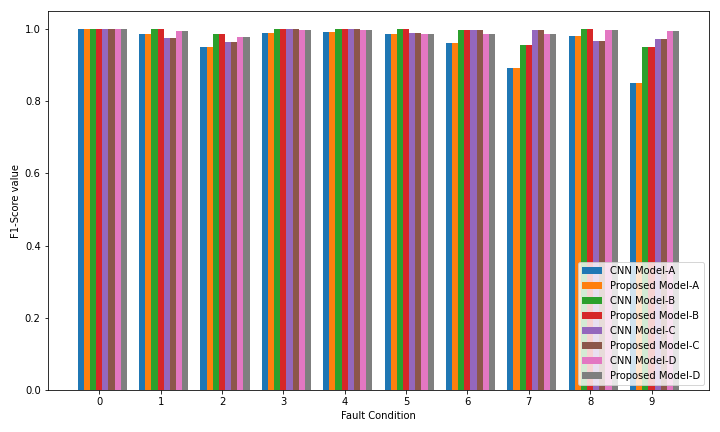 1.0
0.8
0.6
0.4
0.2
0.0
F1-Score value
0 1 2 3 4 5 6 7 8 9
Fault Condition
CNN Model-A
Proposed Model-A
CNN Model-B
Proposed Model-B
CNN Model-C
Proposed Model-C
CNN Model-D
Proposed Model-D